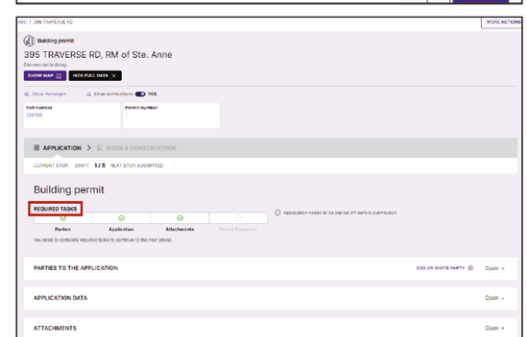 395 TRAVERSE RD
MORE ACTIONS
Building permit
395 TRAVERSE RD, RM of Ste. Anne
Commercial building
SHOW MAP
HIDE FULL DATA X
Show messages
Email notifications YES
Roll number
Permit number
-
APPLICATION > WORK & CONSTRUCTION
CURRENT STEP: DRAFT 1/5 NEXT STEP: SUBMITTED
Building permit
REQUIRED TASKS
Application needs to be signed off before submission.
Parties Application Attachments
You need to complete required tasks to continue to the next phase.
PARTIES TO THE APPLICATION
ADD OR INVITE PARTY
Open
APPLICATION DATA
Open
ATTACHMENTS
Open